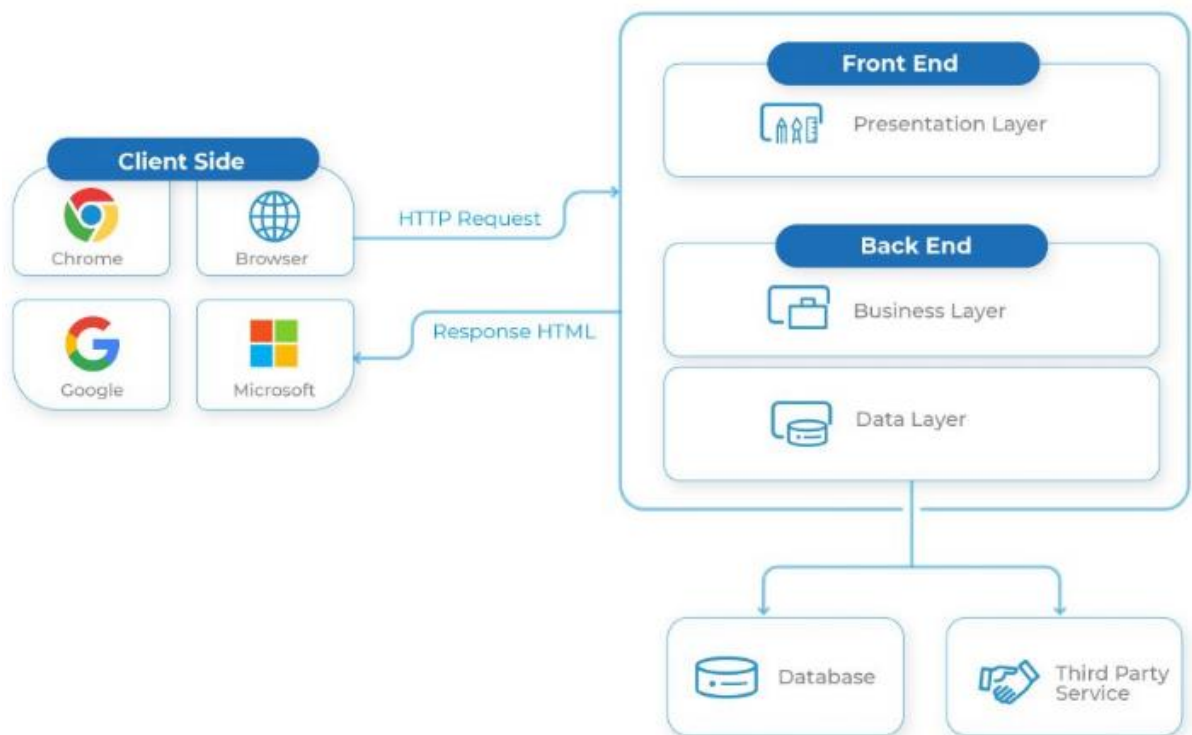 Front End
Presentation Layer
Client Side
Chrome
Browser
HTTP Request
Back End
Business Layer
Google
Microsoft
Response HTML
Data Layer
Database
Third Party
Service